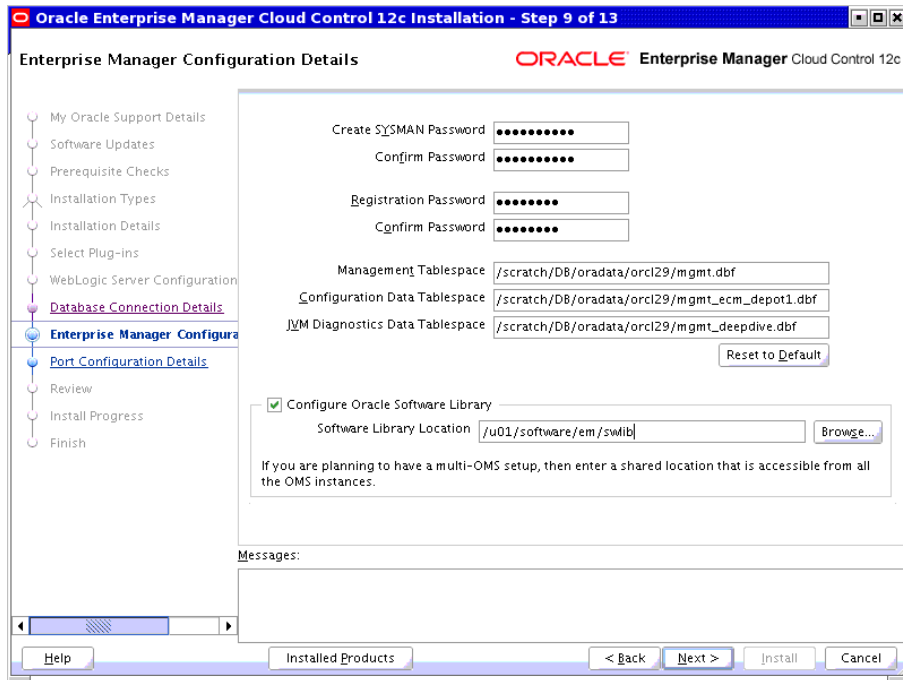 Oracle Enterprise Manager Cloud Control 12c Installation - Step 9 of 13
Enterprise Manager Configuration Details
ORACLE Enterprise Manager Cloud Control 12c
My Oracle Support Details
Software Updates
Prerequisite Checks
Installation Types
Installation Details
Select Plug-ins
WebLogic Server Configuration
Database Connection Details
Enterprise Manager Configura
Port Configuration Details
Review
Install Progress
Finish
Create SYSMAN Password ●●●●●●●●●●
Confirm Password ●●●●●●●●●●
Registration Password ●●●●●●●●
Confirm Password ●●●●●●●●
Management Tablespace /scratch/DB/oradata/orcl29/mgmt.dbf
Configuration Data Tablespace /scratch/DB/oradata/orcl29/mgmt_ecm_depot1.dbf
JVM Diagnostics Data Tablespace /scratch/DB/oradata/orcl29/mgmt_deepdive.dbf
Reset to Default
Configure Oracle Software Library
Software Library Location /u01/software/em/swlib Browse...
If you are planning to have a multi-OMS setup, then enter a shared location that is accessible from all
the OMS instances.
Messages:
Help Installed Products < Back Next > Install Cancel